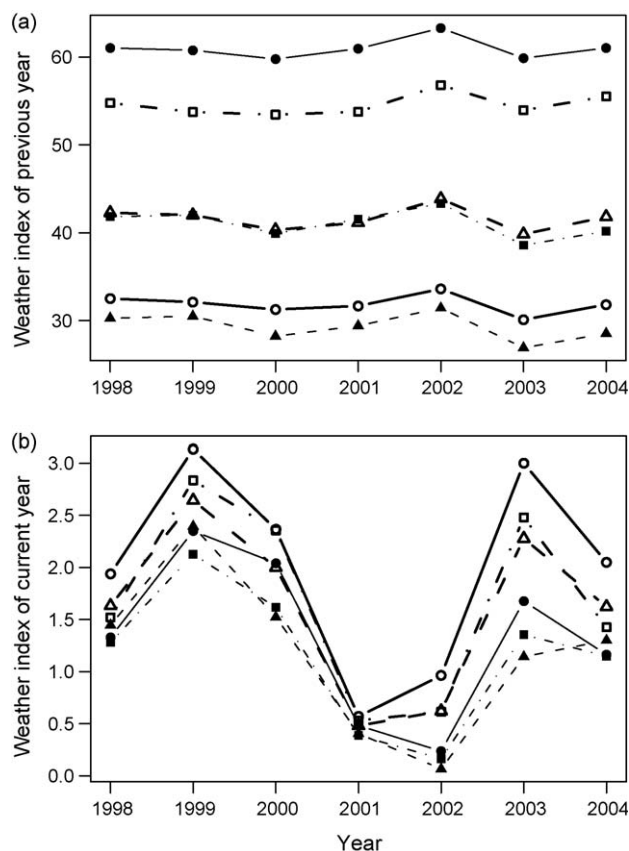 (a)
Weather index of previous year
60
50
40
30
1998 1999 2000 2001 2002 2003 2004
(b)
Weather index of current year
3.0
2.5
2.0
1.5
1.0
0.5
0.0
1998 1999 2000 2001 2002 2003 2004
Year